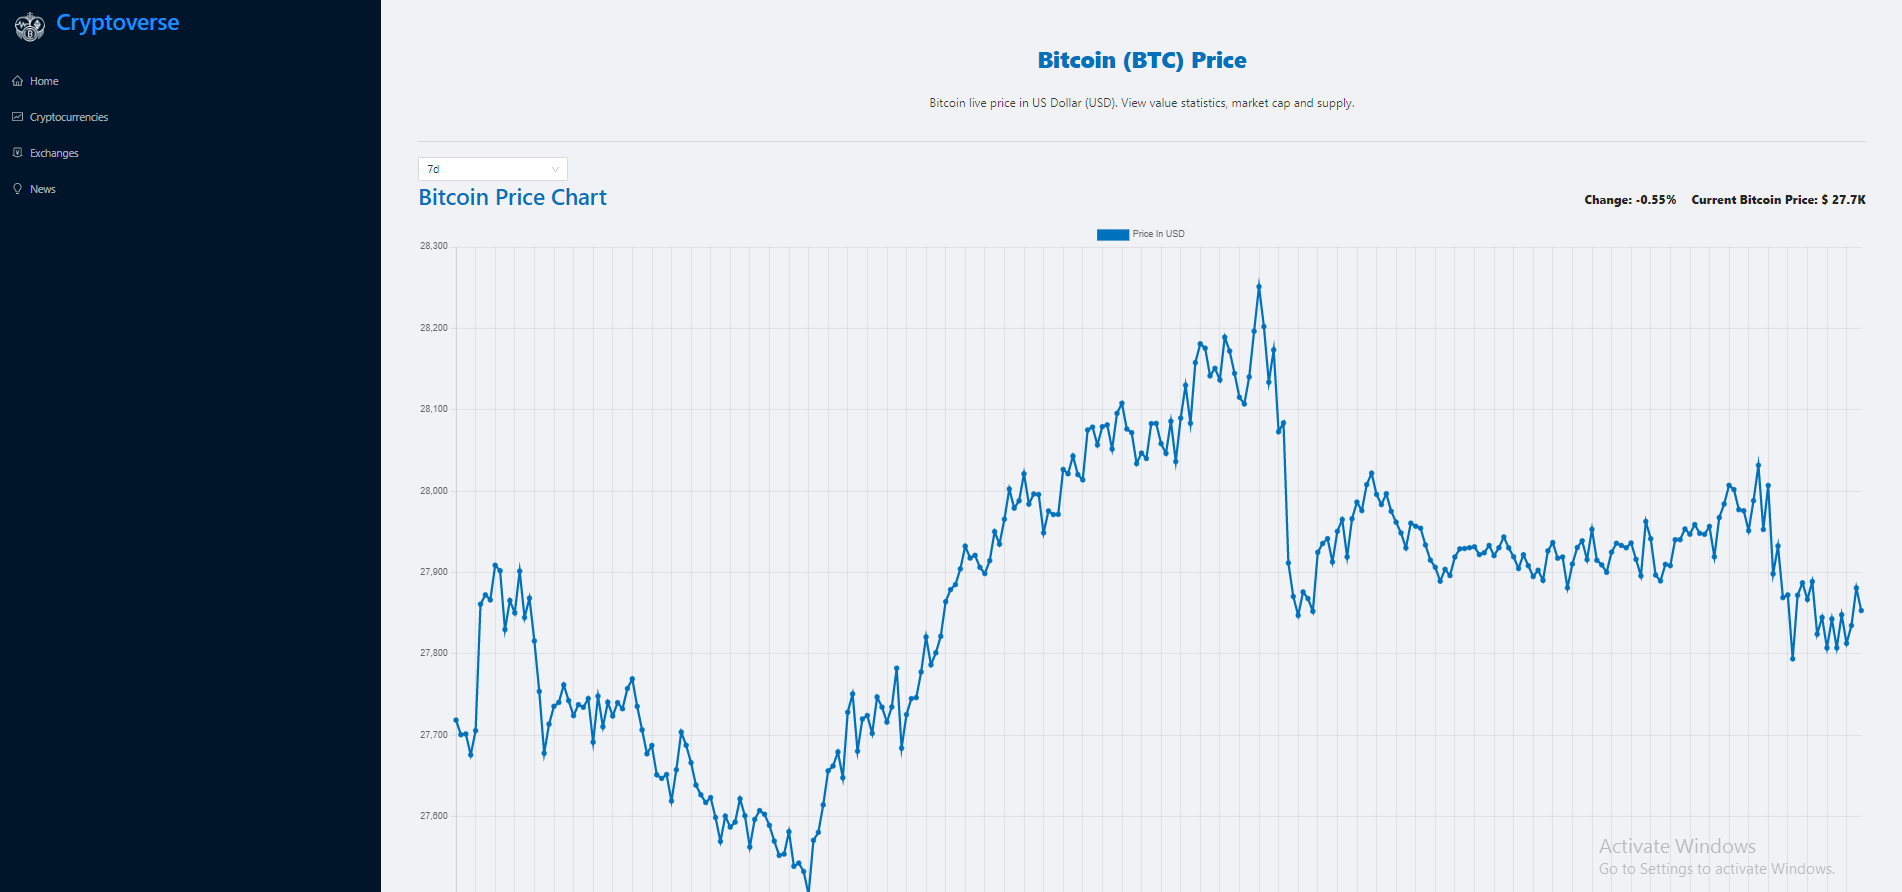 Cryptoverse
Home
Cryptocurrencies
Exchanges
News
Bitcoin (BTC) Price
Bitcoin live price in US Dollar (USD). View value statistics, market cap and supply.
7d
Bitcoin Price Chart
Change: -0.55% Current Bitcoin Price: $ 27.7K
Price In USD
28,300
28,200
28,100
28,000
27,900
27,800
27,700
27,600
Activate Windows
Go to Settings to activate Windows.